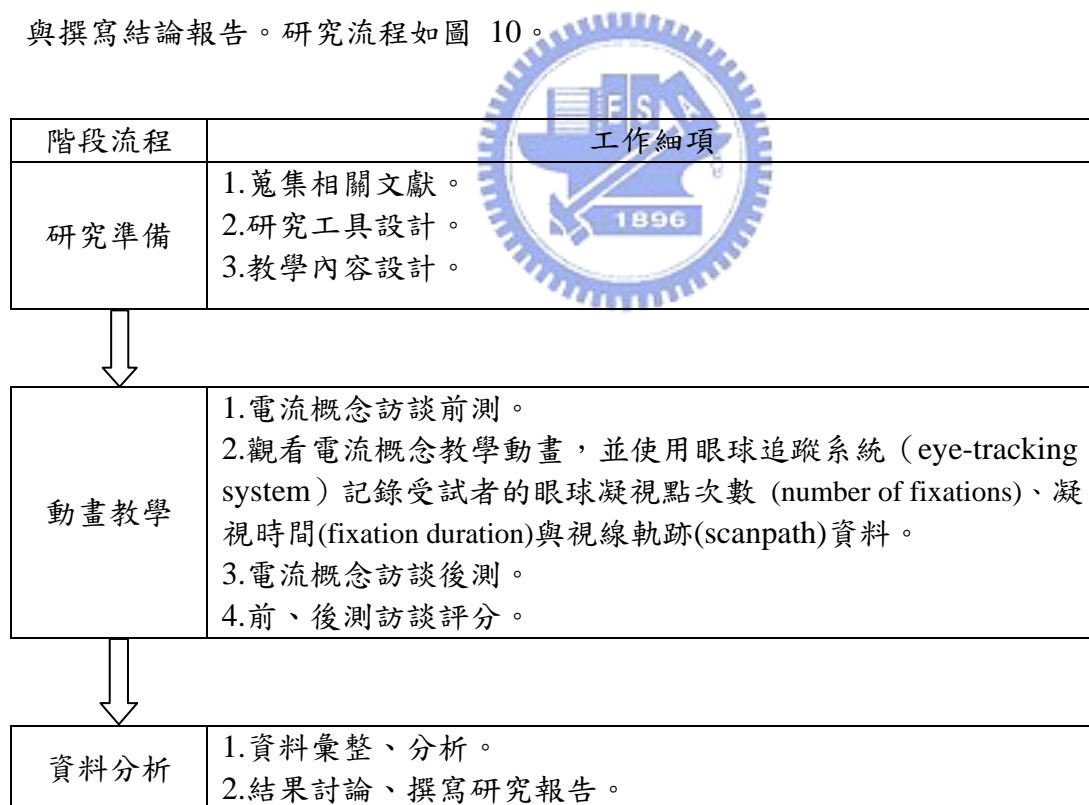 與撰寫結論報告。研究流程如圖 10。
階段流程 工作細項
研究準備
1.蒐集相關文獻。
2.研究工具設計。
3.教學內容設計。
動畫教學
1.電流概念訪談前測。
2.觀看電流概念教學動畫,並使用眼球追蹤系統(eye-tracking
system)記錄受試者的眼球凝視點次數 (number of fixations)、凝
視時間(fixation duration)與視線軌跡(scanpath)資料。
3.電流概念訪談後測。
4.前、後測訪談評分。
資料分析
1.資料彙整、分析。
2.結果討論、撰寫研究報告。
ESA
1896